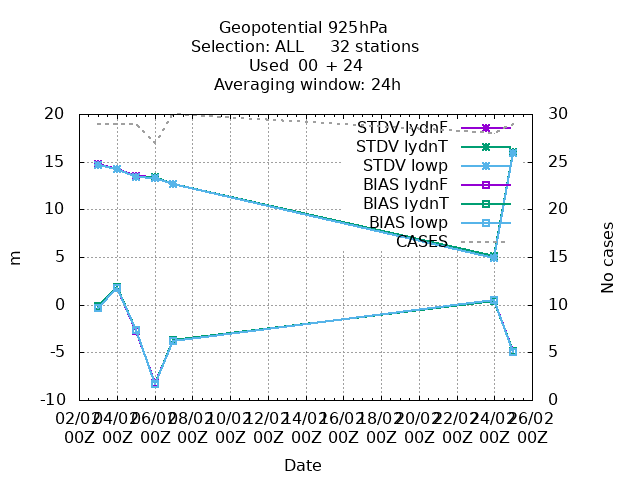 Geopotential 925hPa
Selection: ALL 32 stations
Used 00 + 24
Averaging window: 24h
20
15
10
5
0
-5
-10
m
30
25
20
15
10
5
0
No cases
STDV lydnF
STDV lydnT
STDV lowp
BIAS lydnF
BIAS lydnT
BIAS lowp
CASES
02/02 04/02 06/02 08/02 10/02 12/02 14/02 16/02 18/02 20/02 22/02 24/02 26/02
00Z 00Z 00Z 00Z 00Z 00Z 00Z 00Z 00Z 00Z 00Z 00Z 00Z
Date